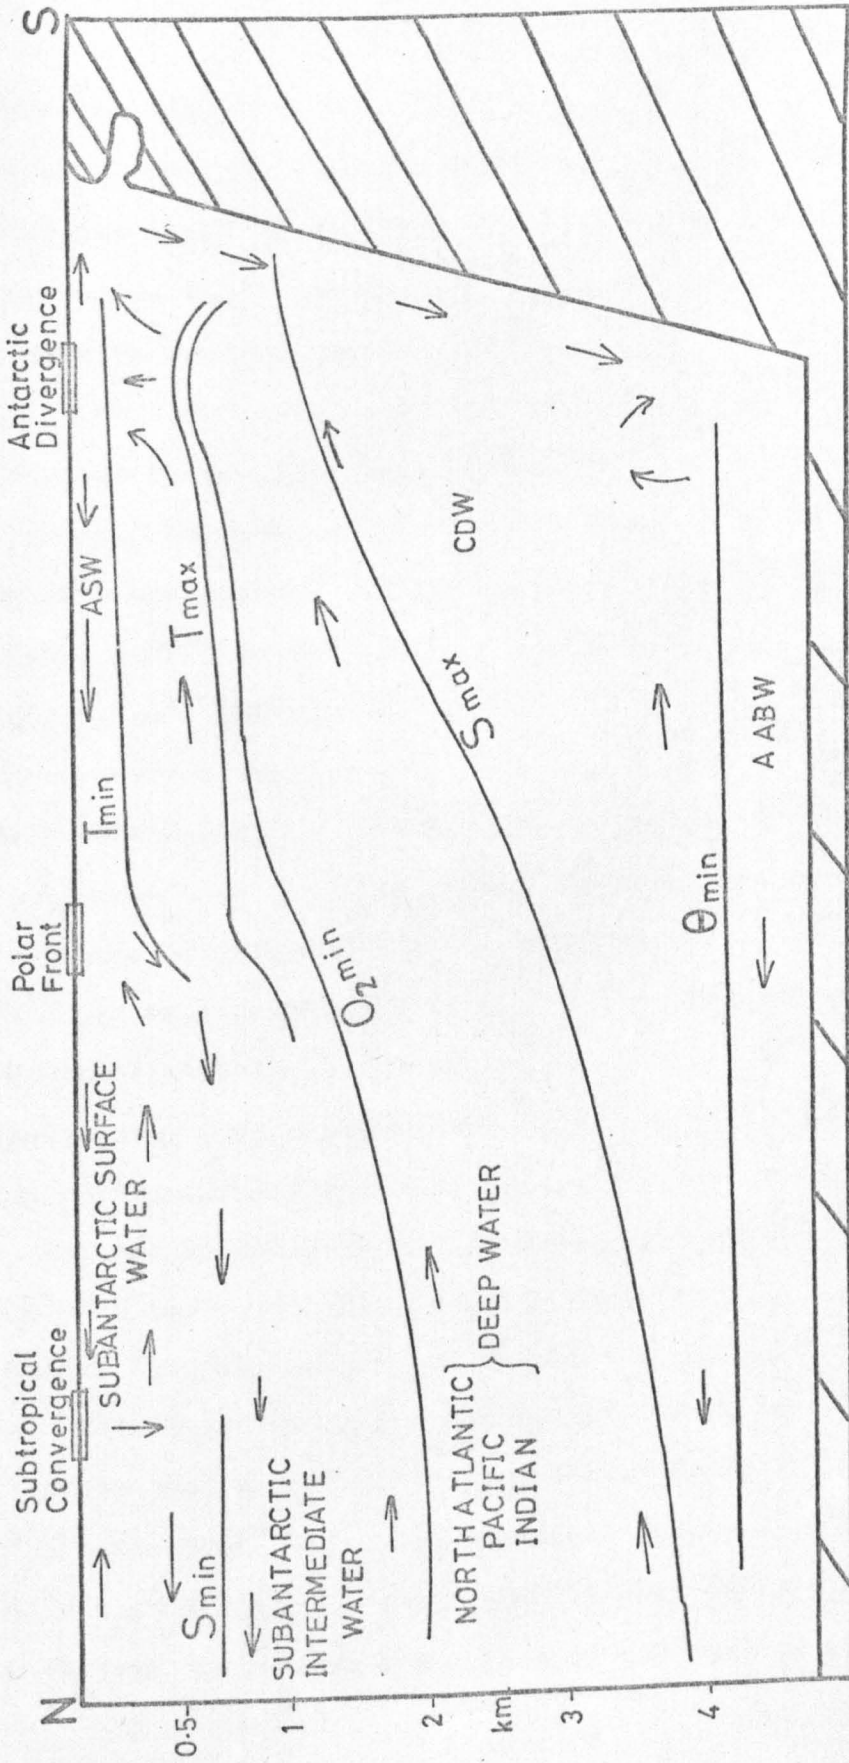 N
S
Subtropical
Convergence
Polar
Front
Antarctic
Divergence
SUBANTARCTIC SURFACE
WATER
Tmin
ASW
Tmax
Smin
SUBANTARCTIC
INTERMEDIATE
WATER
O₂min
Smax
CDW
NORTH ATLANTIC
PACIFIC
INDIAN
DEEP WATER
θmin
AABW
0·5
1
2
km
3
4